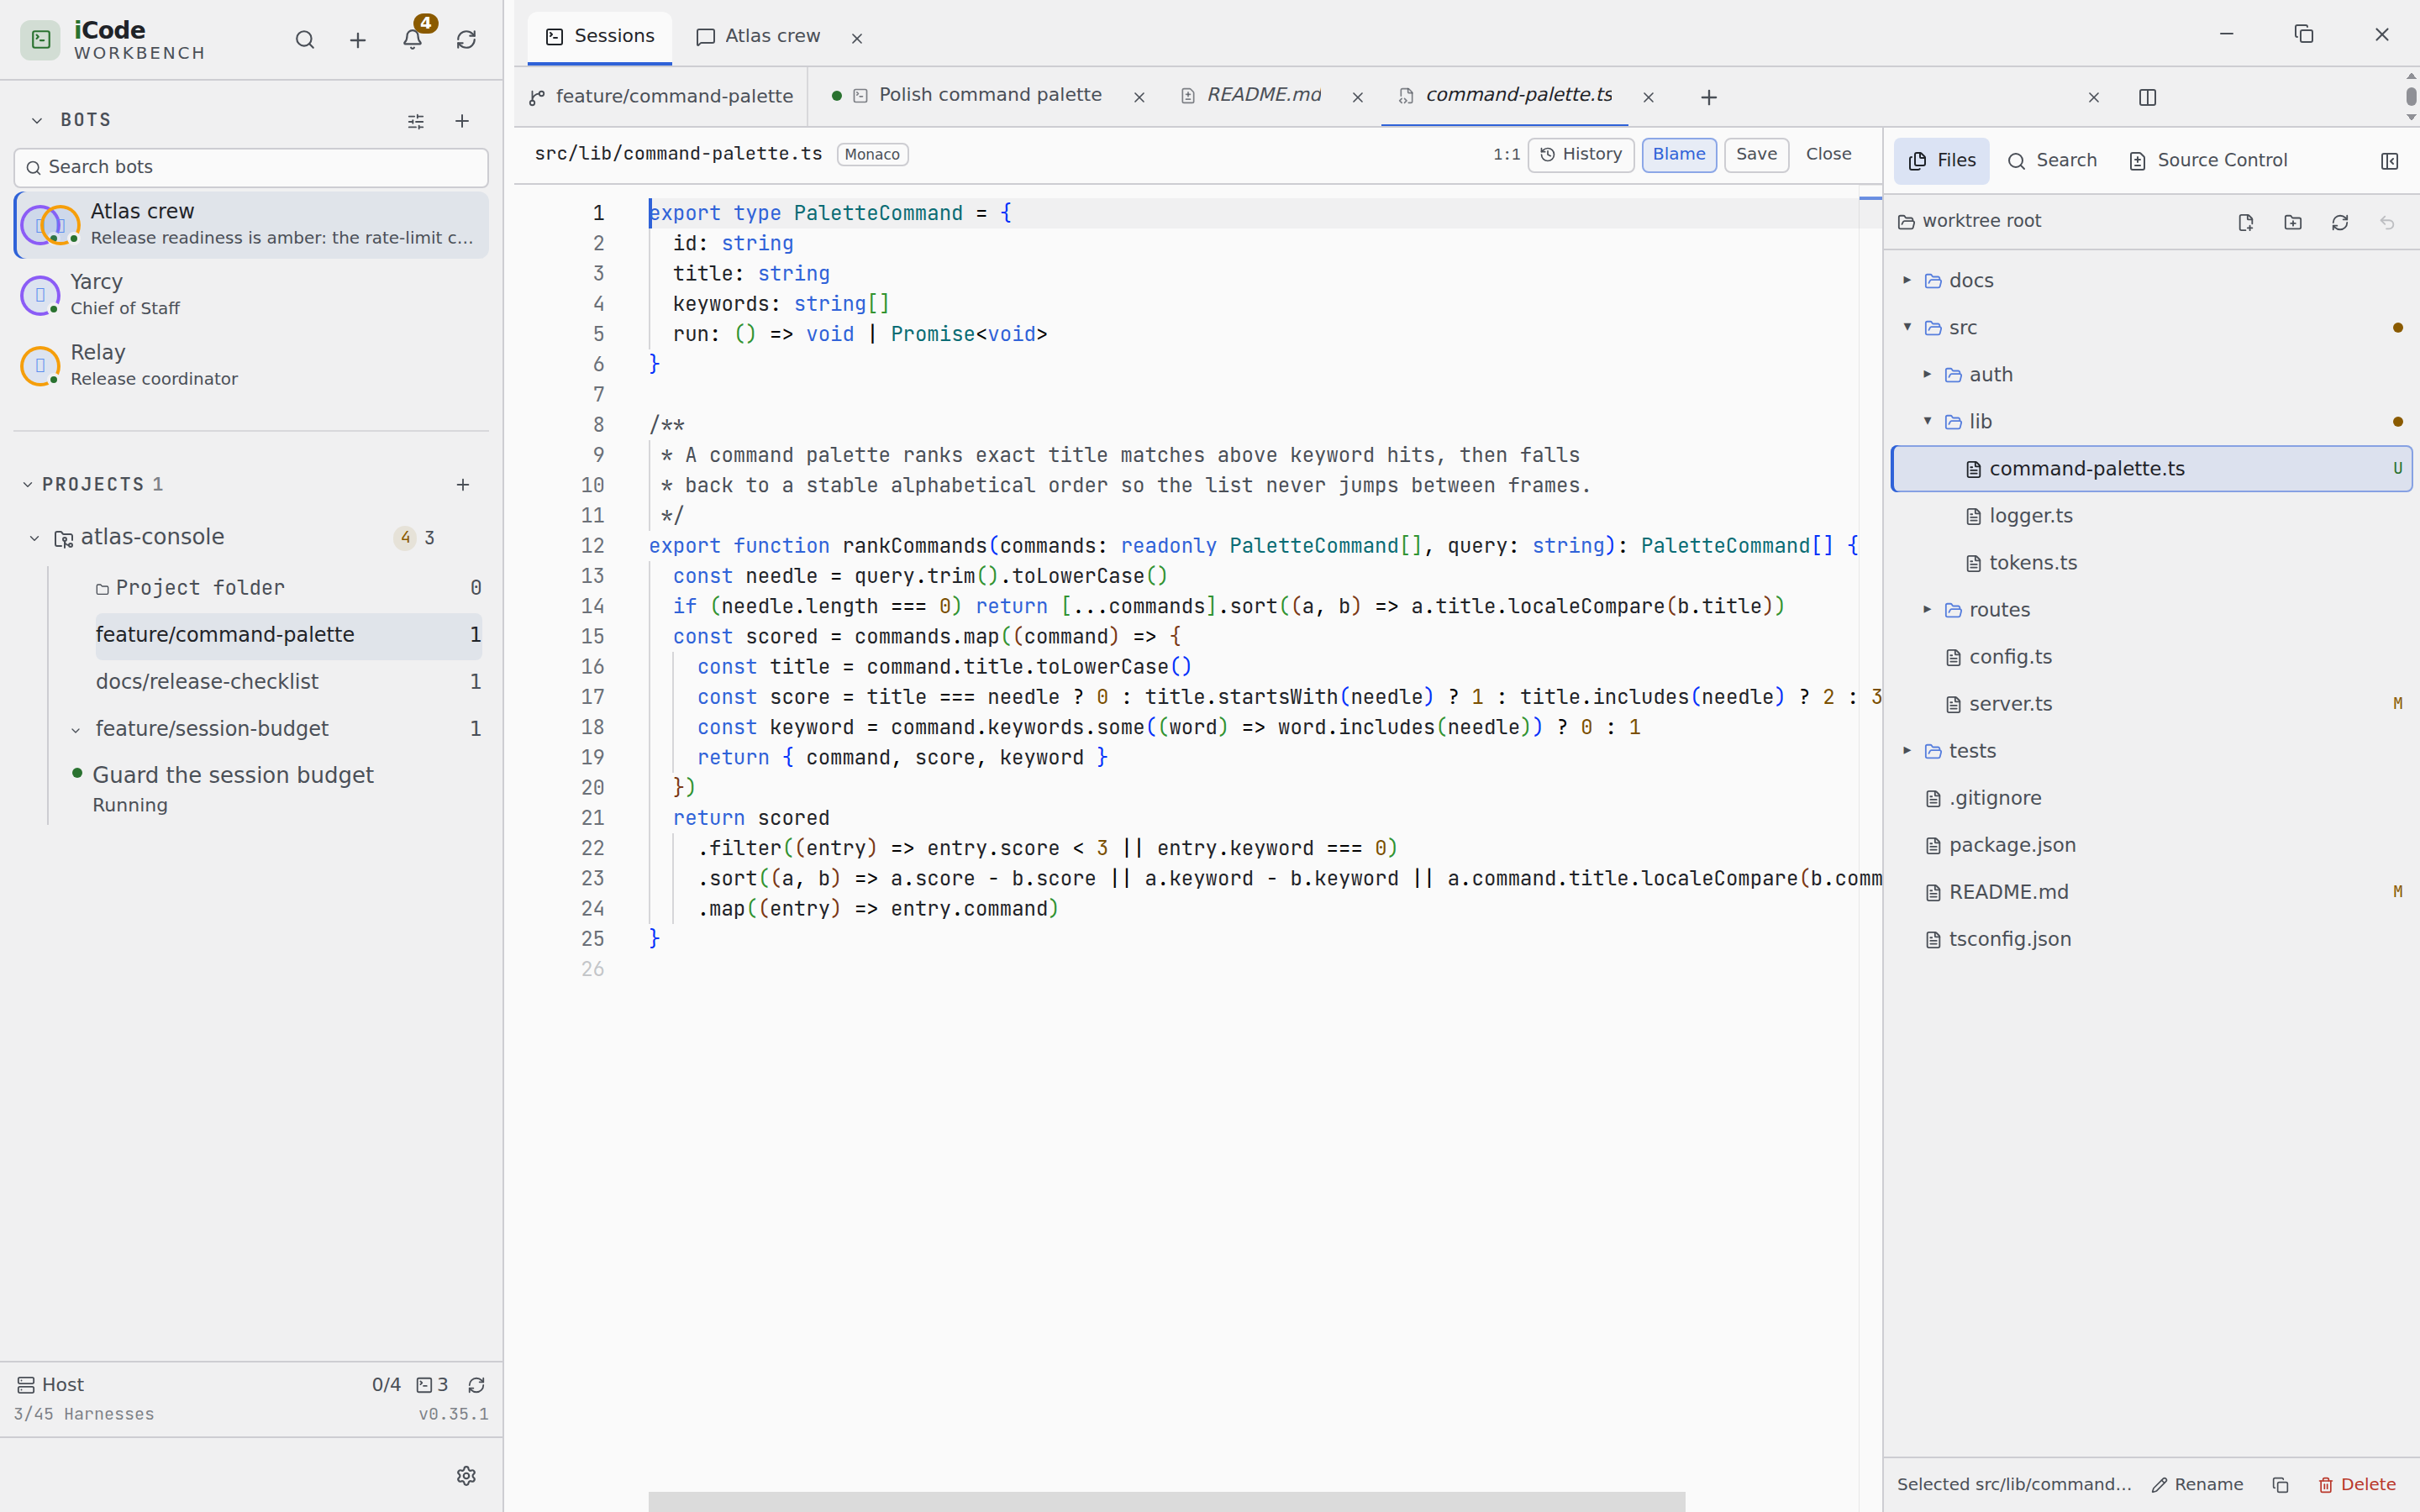 iCode
WORKBENCH
4
BOTS
Search bots
Atlas crew
Release readiness is amber: the rate-limit c...
Yarcy
Chief of Staff
Relay
Release coordinator
PROJECTS 1
atlas-console 4 3
Project folder 0
feature/command-palette 1
docs/release-checklist 1
feature/session-budget 1
Guard the session budget
Running
Host 0/4 3
3/45 Harnesses v0.35.1
Sessions Atlas crew
feature/command-palette Polish command palette README.md command-palette.ts
src/lib/command-palette.ts Monaco 1:1 History Blame Save Close
1 export type PaletteCommand = {
2 id: string
3 title: string
4 keywords: string[]
5 run: () => void | Promise<void>
6 }
7
8 /**
9 * A command palette ranks exact title matches above keyword hits, then falls
10 * back to a stable alphabetical order so the list never jumps between frames.
11 */
12 export function rankCommands(commands: readonly PaletteCommand[], query: string): PaletteCommand[] {
13 const needle = query.trim().toLowerCase()
14 if (needle.length === 0) return [...commands].sort((a, b) => a.title.localeCompare(b.title))
15 const scored = commands.map((command) => {
16 const title = command.title.toLowerCase()
17 const score = title === needle ? 0 : title.startsWith(needle) ? 1 : title.includes(needle) ? 2 : 3
18 const keyword = command.keywords.some((word) => word.includes(needle)) ? 0 : 1
19 return { command, score, keyword }
20 })
21 return scored
22 .filter((entry) => entry.score < 3 || entry.keyword === 0)
23 .sort((a, b) => a.score - b.score || a.keyword - b.keyword || a.command.title.localeCompare(b.comm
24 .map((entry) => entry.command)
25 }
26
Files Search Source Control
worktree root
docs
src
auth
lib
command-palette.ts U
logger.ts
tokens.ts
routes
config.ts
server.ts M
tests
.gitignore
package.json
README.md M
tsconfig.json
Selected src/lib/command... Rename Delete